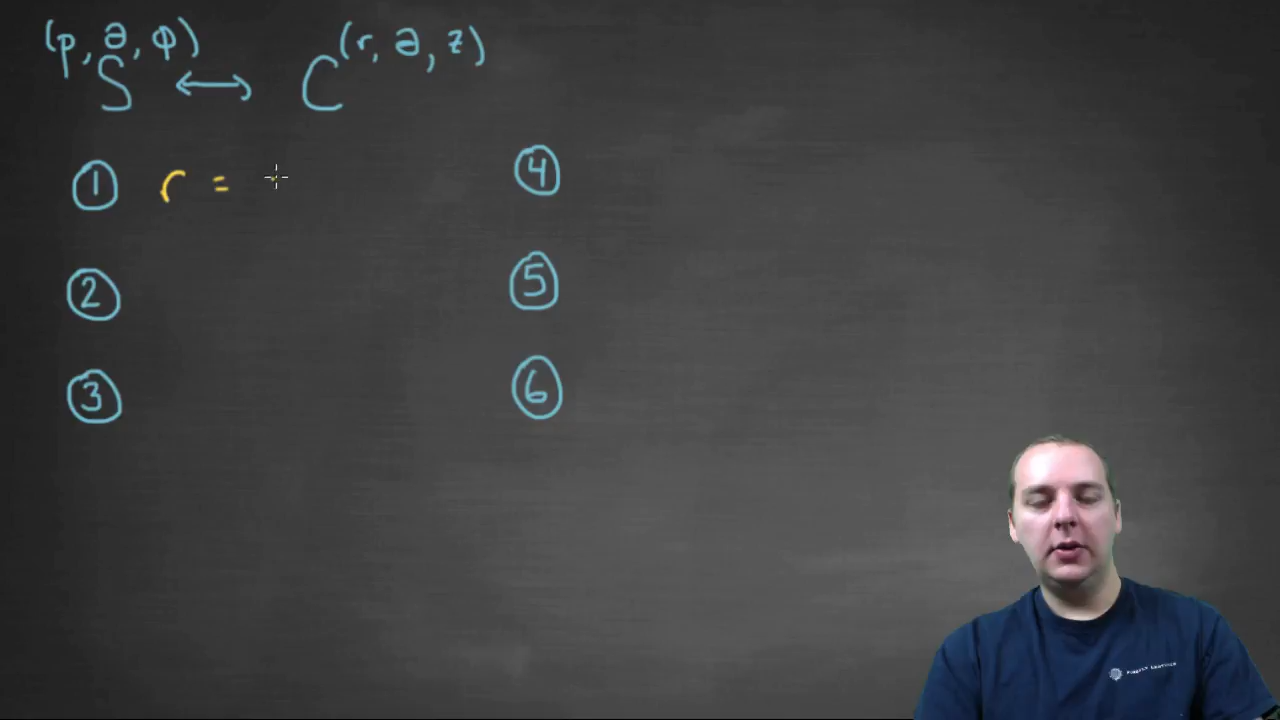 (ρ, θ, φ) (r, θ, z)
S ↔ C
① r =
②
③
④
⑤
⑥